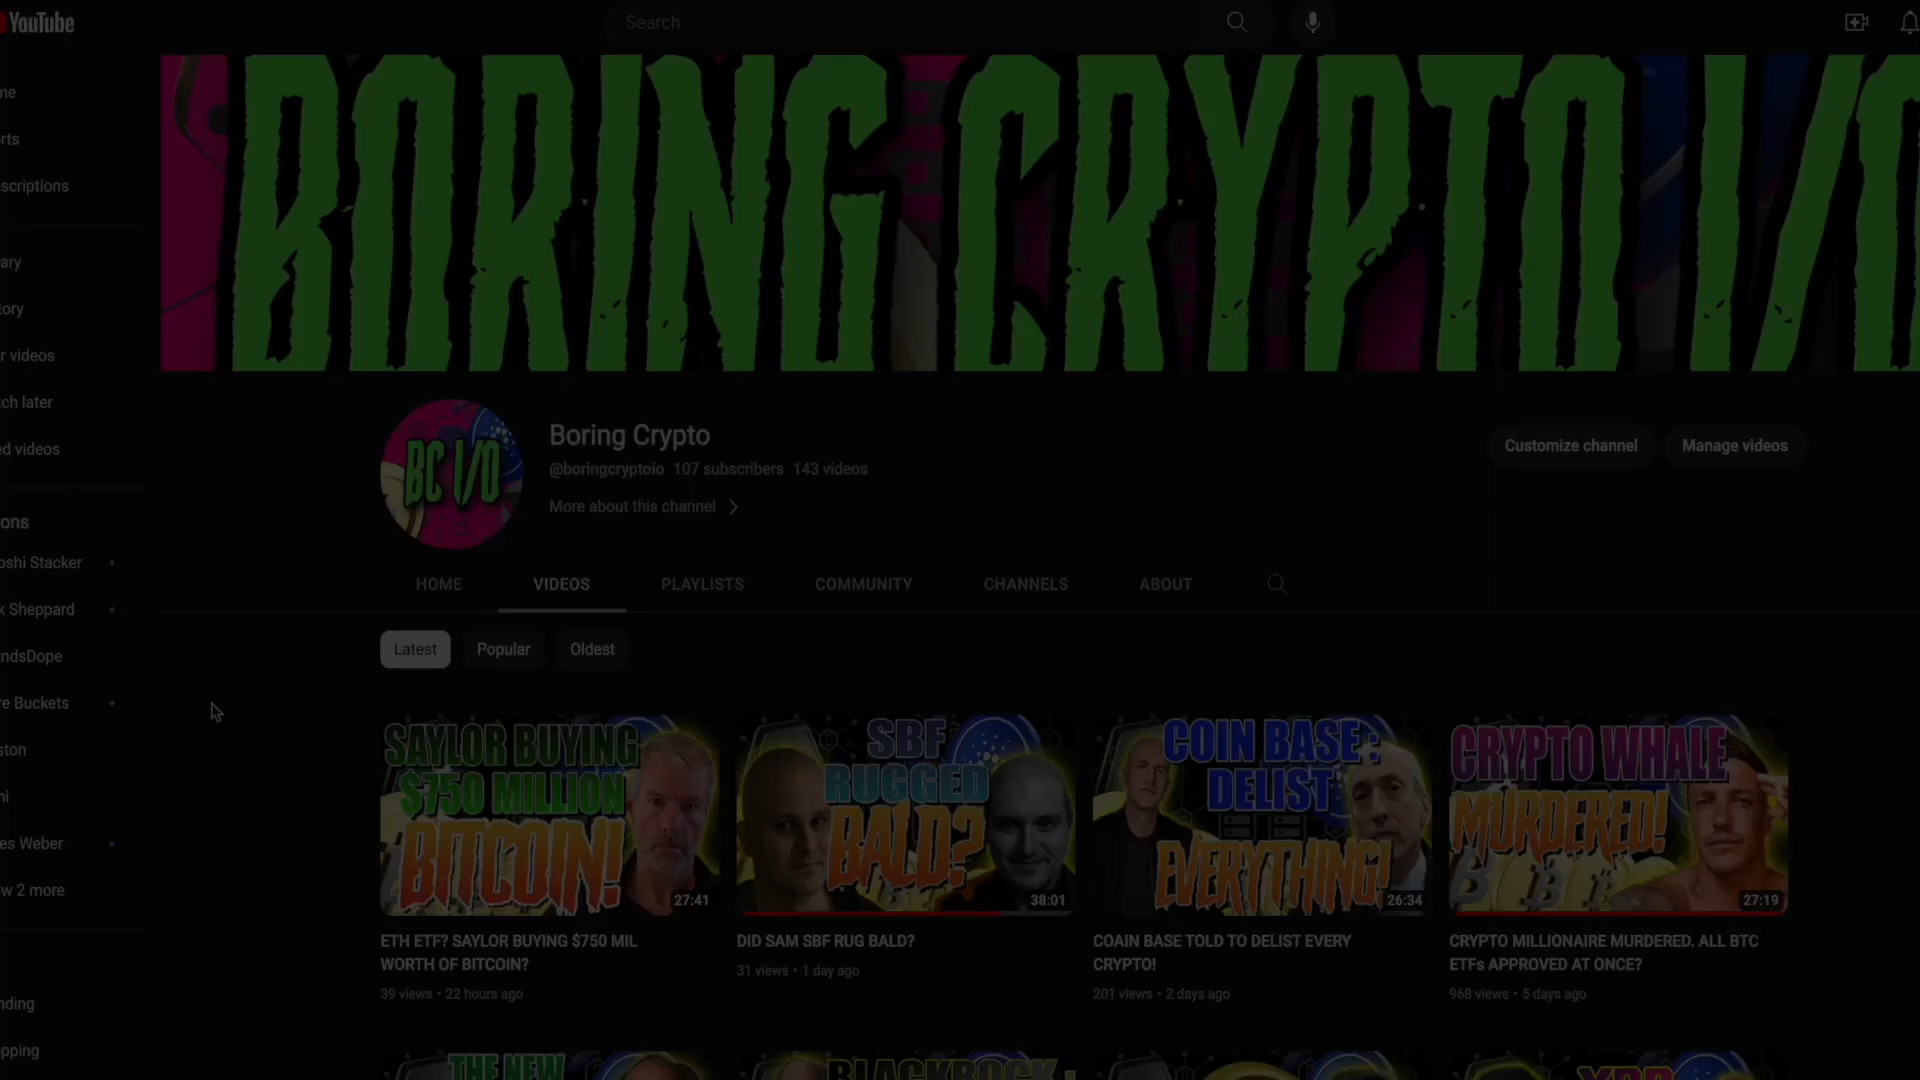 YouTube
Search
me
rts
scriptions
ary
tory
r videos
tch later
ed videos
ons
oshi Stacker
k Sheppard
ndsDope
re Buckets
ston
ni
es Weber
w 2 more
nding
pping
BORING CRYPTO I/O
BC I/O
Boring Crypto
@boringcryptoio 107 subscribers 143 videos
More about this channel
Customize channel
Manage videos
HOME
VIDEOS
PLAYLISTS
COMMUNITY
CHANNELS
ABOUT
Latest
Popular
Oldest
SAYLOR BUYING
$750 MILLION
BITCOIN!
27:41
ETH ETF? SAYLOR BUYING $750 MIL
WORTH OF BITCOIN?
39 views • 22 hours ago
SBF
RUGGED
BALD?
38:01
DID SAM SBF RUG BALD?
31 views • 1 day ago
COIN BASE:
DELIST
EVERYTHING!
26:34
COAIN BASE TOLD TO DELIST EVERY
CRYPTO!
201 views • 2 days ago
CRYPTO WHALE
MURDERED!
27:19
CRYPTO MILLIONAIRE MURDERED. ALL BTC
ETFs APPROVED AT ONCE?
968 views • 5 days ago
THE NEW
BLACKROCK:
XRP